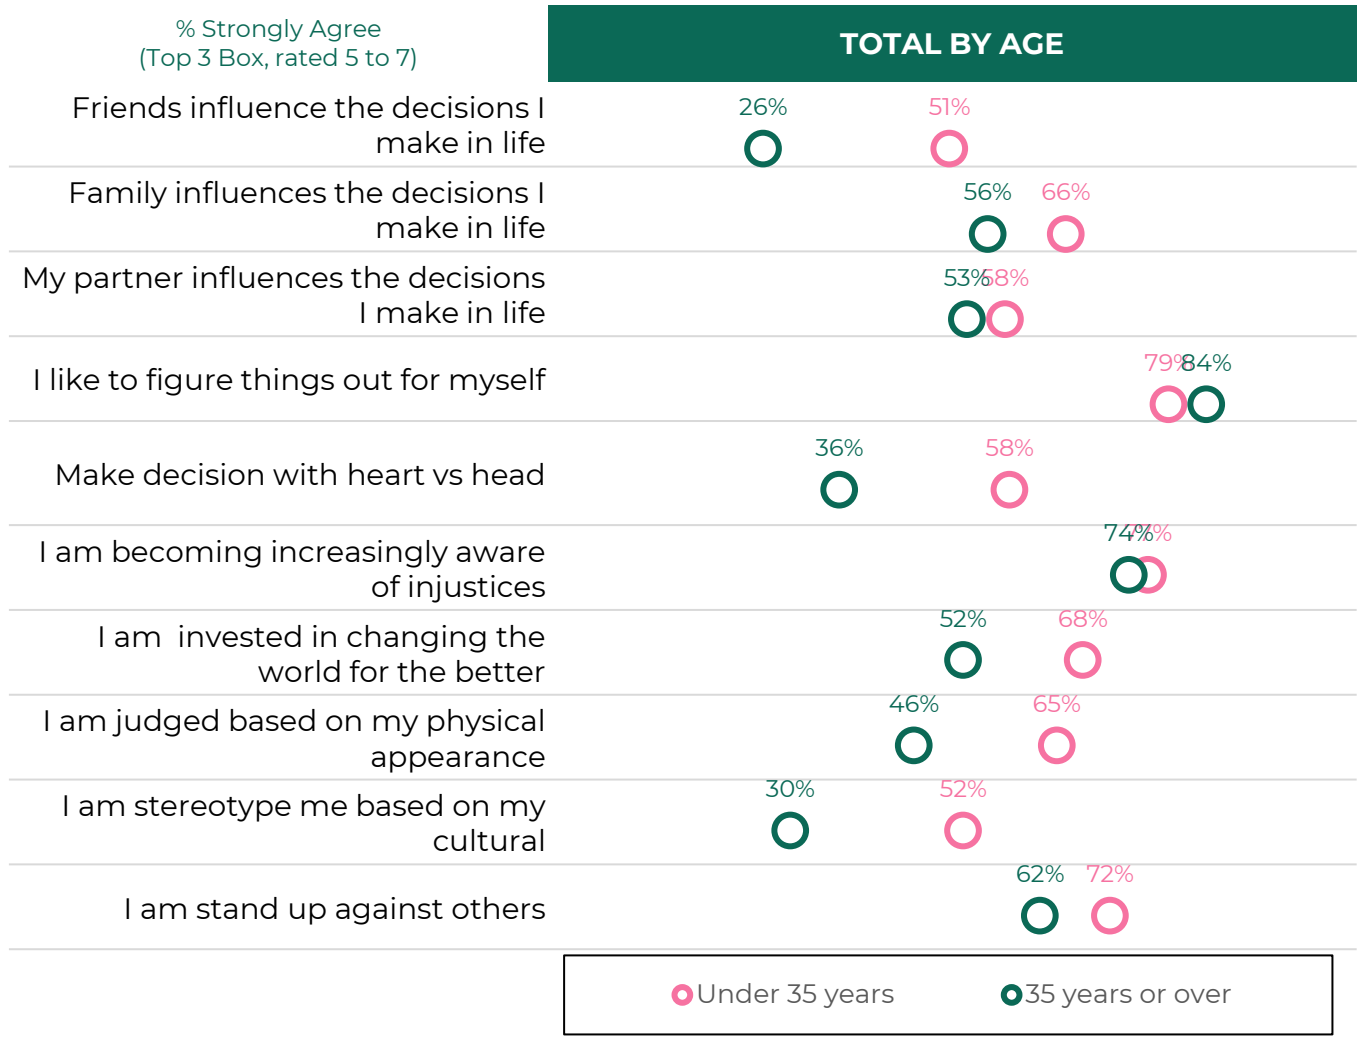 % Strongly Agree
(Top 3 Box, rated 5 to 7)
TOTAL BY AGE
Friends influence the decisions I
make in life
26% 51%
Family influences the decisions I
make in life
56% 66%
My partner influences the decisions
I make in life
53% 58%
I like to figure things out for myself
79% 84%
Make decision with heart vs head
36% 58%
I am becoming increasingly aware
of injustices
74% 77%
I am  invested in changing the
world for the better
52% 68%
I am judged based on my physical
appearance
46% 65%
I am stereotype me based on my
cultural
30% 52%
I am stand up against others
62% 72%
Under 35 years
35 years or over